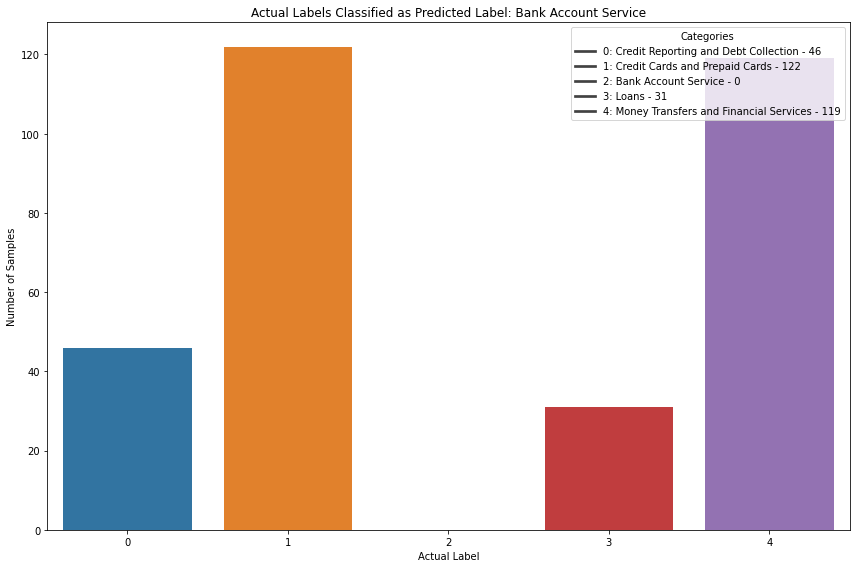 Actual Labels Classified as Predicted Label: Bank Account Service
Categories
0: Credit Reporting and Debt Collection - 46
1: Credit Cards and Prepaid Cards - 122
2: Bank Account Service - 0
3: Loans - 31
4: Money Transfers and Financial Services - 119
Number of Samples
120
100
80
60
40
20
0
0 1 2 3 4
Actual Label